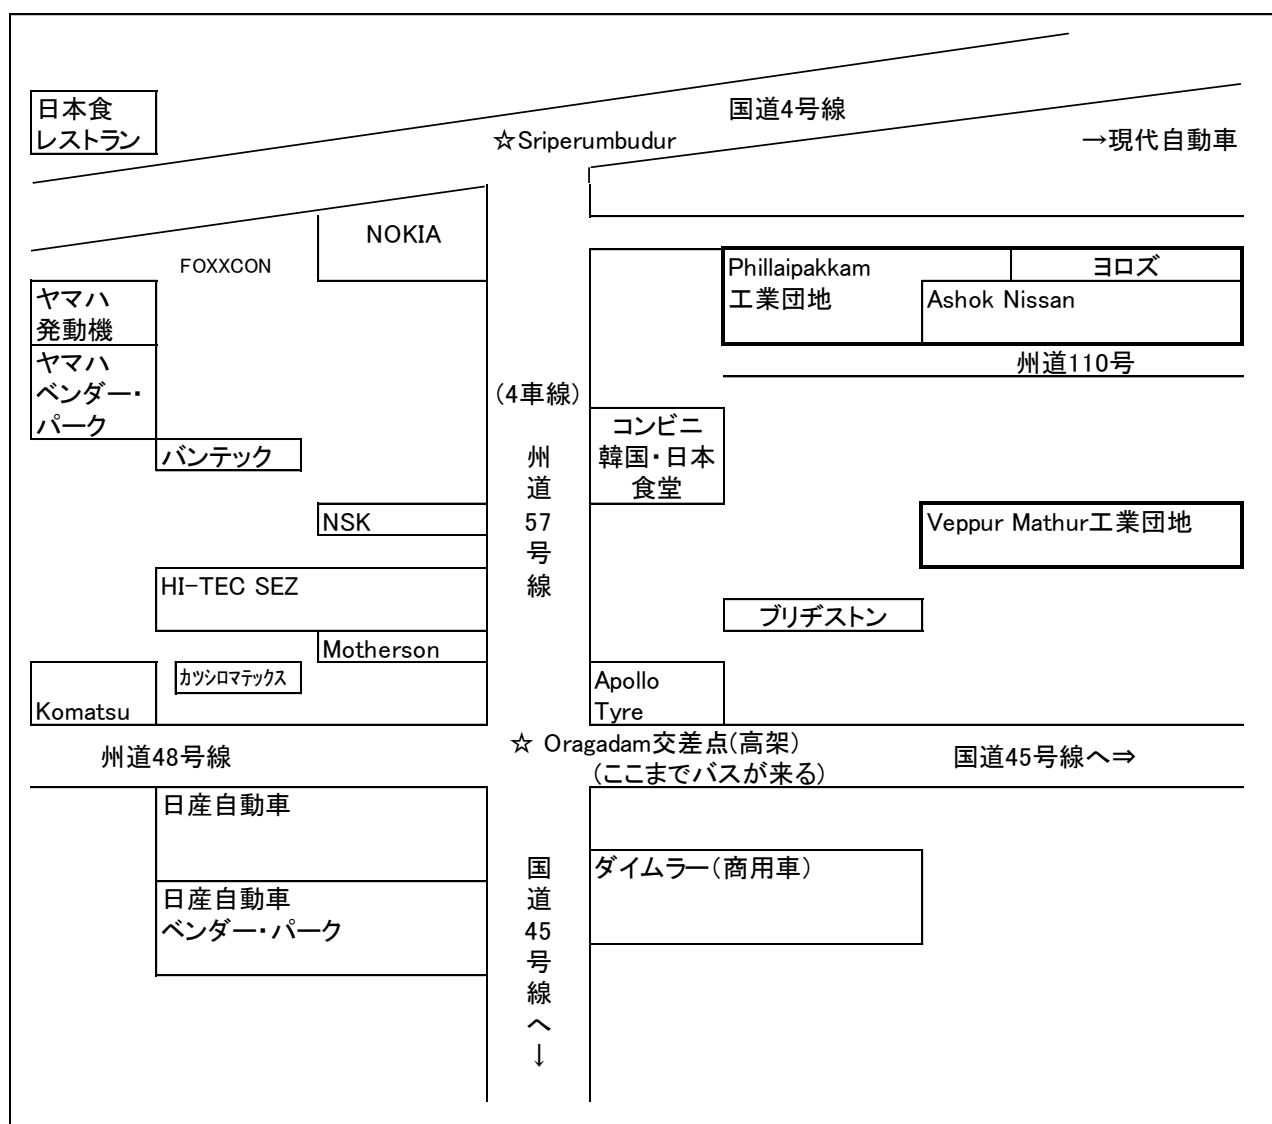 日本食
レストラン
国道4号線
☆Sriperumbudur
→現代自動車
NOKIA
FOXXCON
Phillaipakkam
工業団地
ヨロズ
Ashok Nissan
ヤマハ
発動機
ヤマハ
ベンダー・
パーク
州道110号
(4車線)
コンビニ
韓国・日本
食堂
バンテック
州
道
57
号
線
NSK
Veppur Mathur工業団地
HI-TEC SEZ
ブリヂストン
Motherson
カツシロマテックス
Komatsu
Apollo
Tyre
州道48号線
☆ Oragadam交差点(高架)
(ここまでバスが来る)
国道45号線へ⇒
日産自動車
日産自動車
ベンダー・パーク
国
道
45
号
線
へ
↓
ダイムラー(商用車)